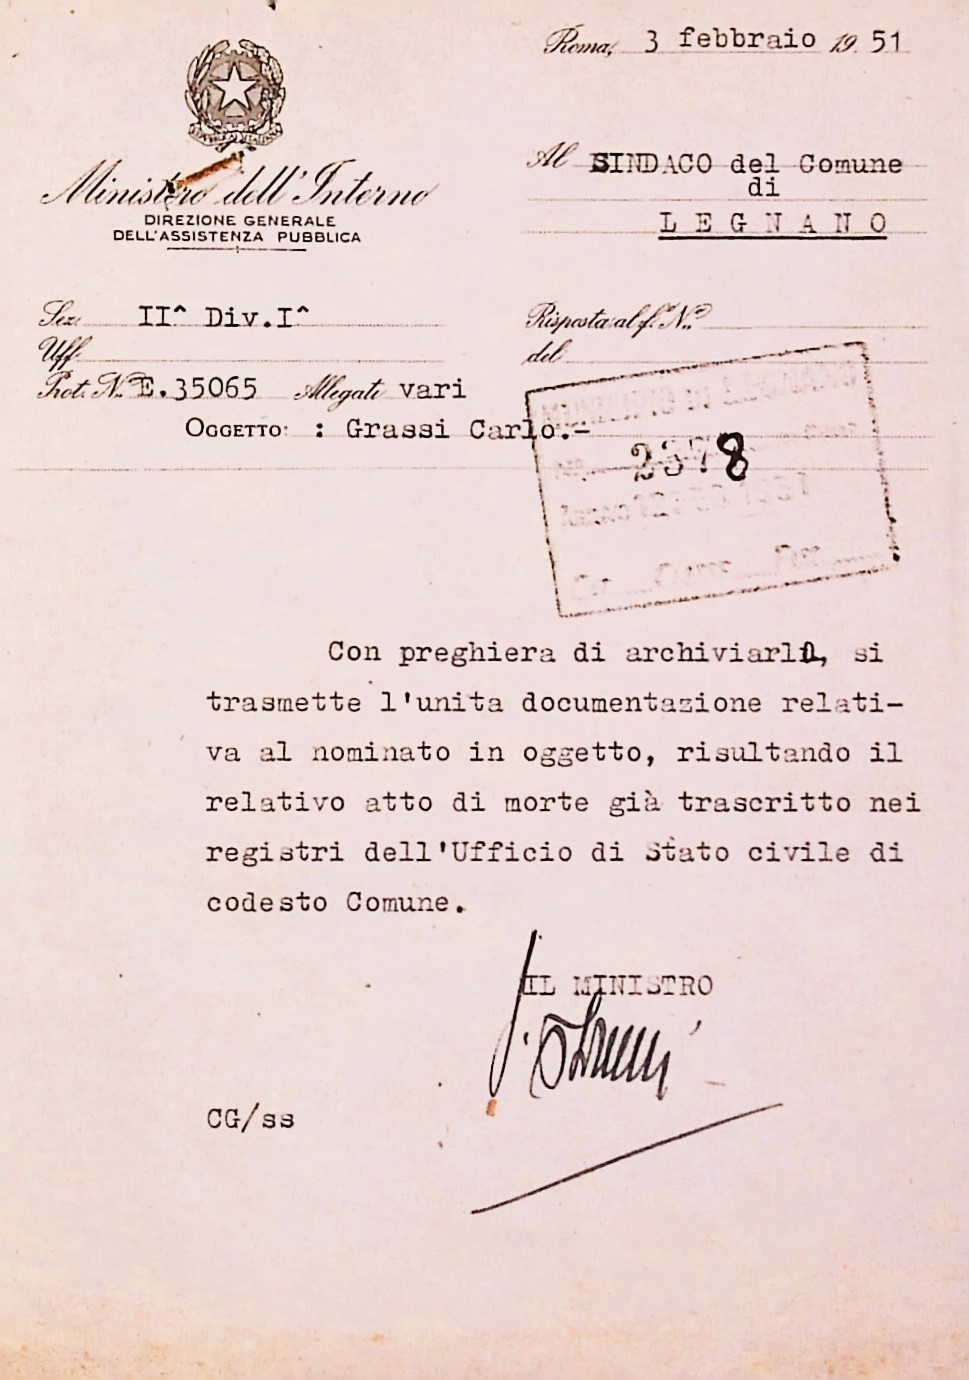 Roma, 3 febbraio 19 51
Ministero dell'Interno
DIREZIONE GENERALE
DELL'ASSISTENZA PUBBLICA
Al SINDACO del Comune
di
LEGNANO
Sez. II^ Div.I^
Uff.
Prot. N. E.35065 Allegati vari
Risposta al f. N.
del
OGGETTO: : Grassi Carlo.-
2378
Con preghiera di archiviarla, si
trasmette l'unita documentazione relati-
va al nominato in oggetto, risultando il
relativo atto di morte già trascritto nei
registri dell'Ufficio di Stato civile di
codesto Comune.
IL MINISTRO
CG/ss